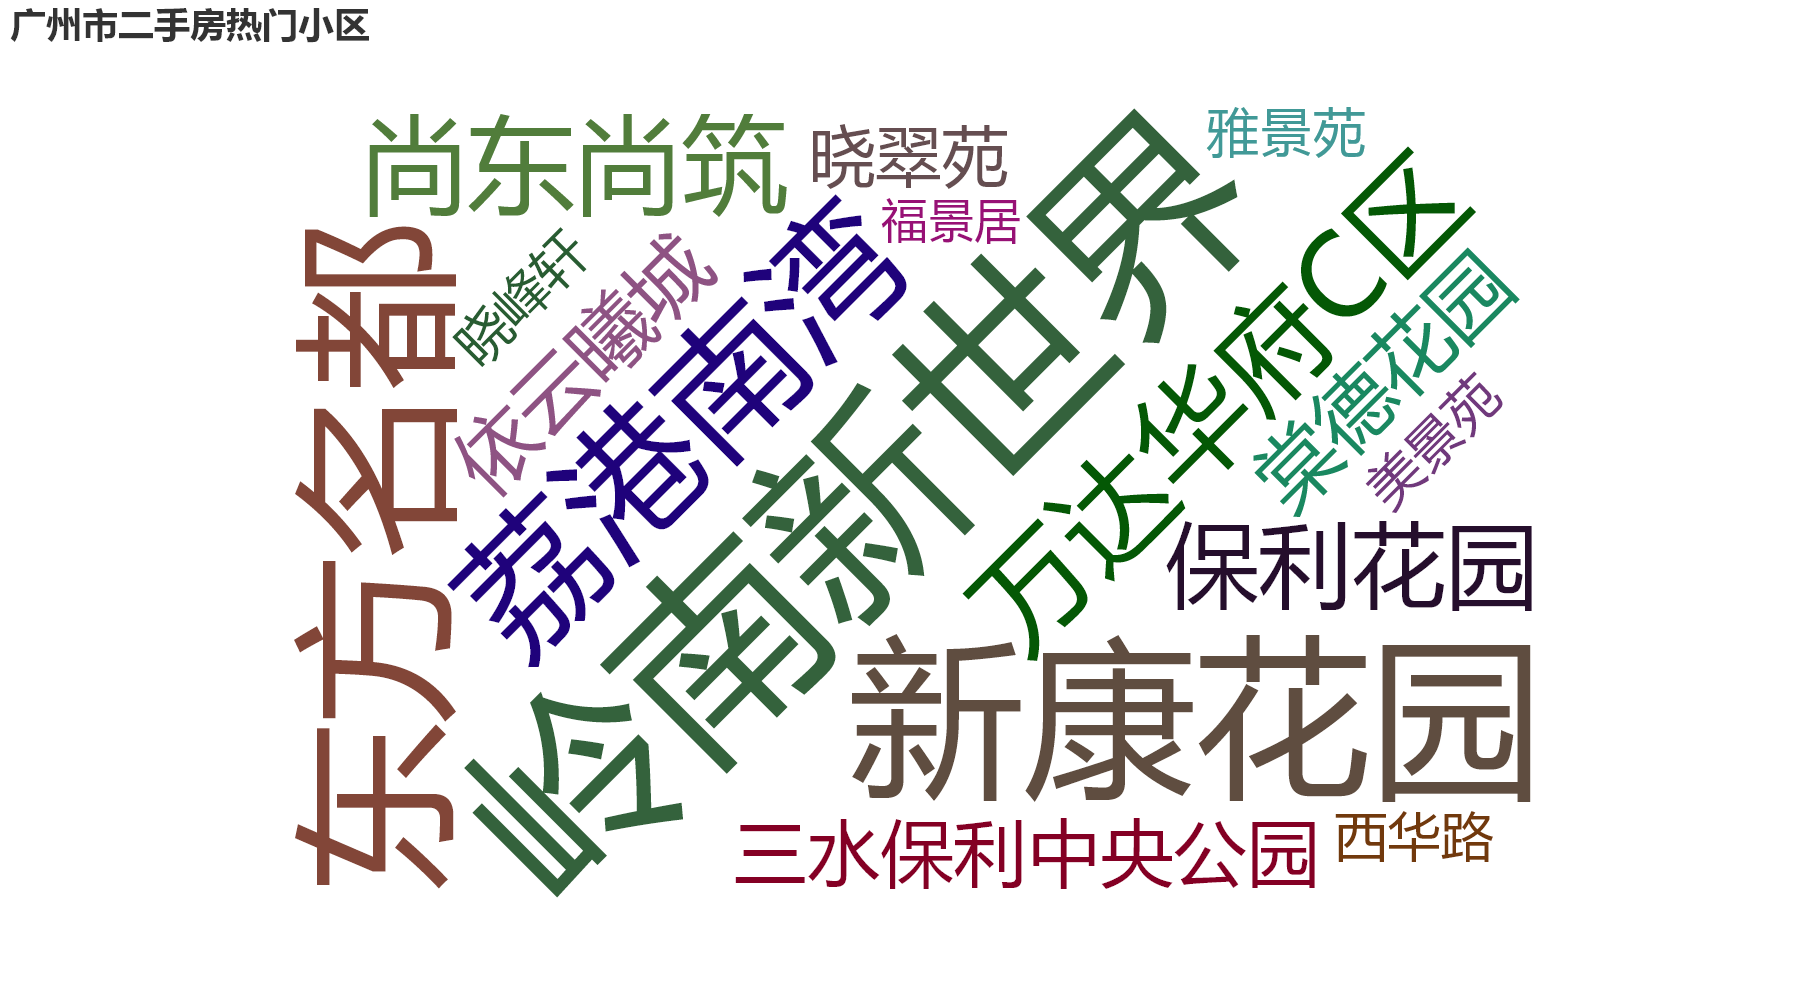 广州市二手房热门小区
尚东尚筑
晓翠苑
雅景苑
福景居
东方名都
晓峰轩
依云曦城
荔港南湾
岭南新世界
万达华府C区
棠德花园
美景苑
保利花园
新康花园
三水保利中央公园
西华路